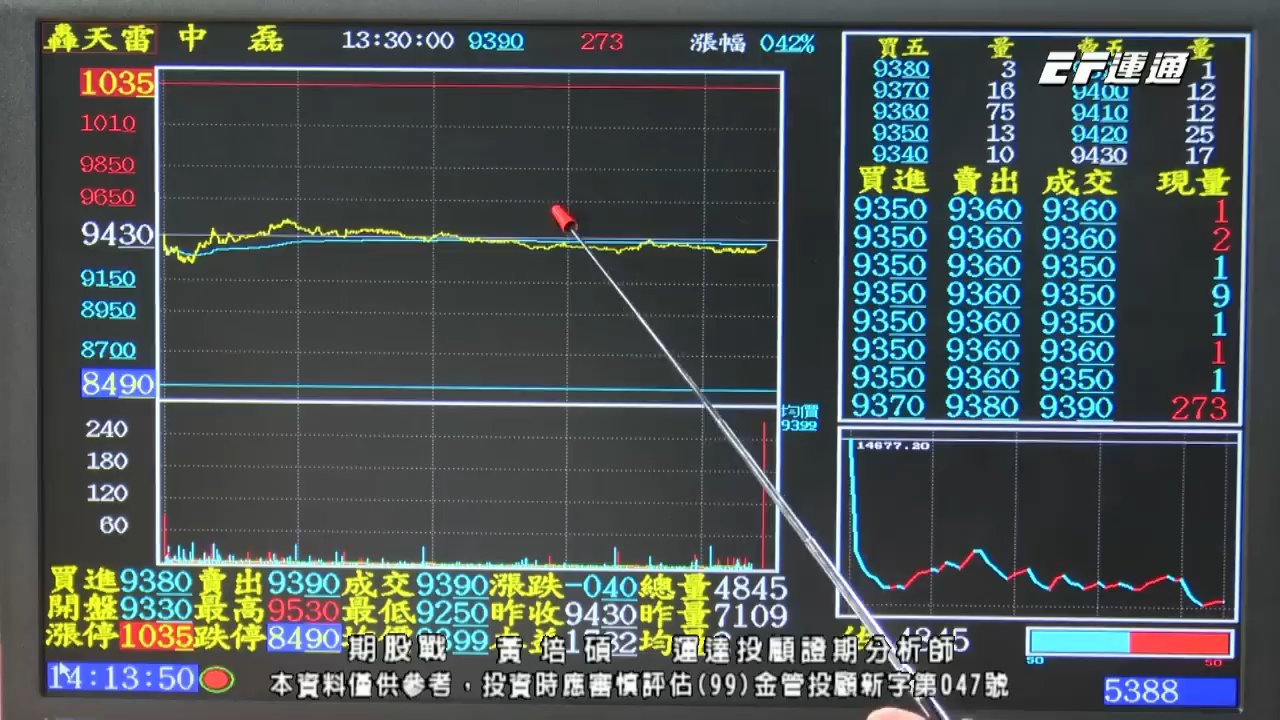 轟天雷 中 磊 13:30:00 9390 273 漲幅 042%
1035
1010
9850
9650
9430
9150
8950
8700
8490
240
180
120
60
均價
9399
買五 量 賣五 量
9380 3 1
EF運通
9370 16 9400 12
9360 75 9410 12
9350 13 9420 25
9340 10 9430 17
買進 賣出 成交 現量
9350 9360 9360 1
9350 9360 9360 2
9350 9360 9350 1
9350 9360 9350 9
9350 9360 9350 1
9350 9360 9360 1
9350 9360 9350 1
9370 9380 9390 273
14677.20
買進9380賣出9390成交9390漲跌-040總量4845
開盤9330最高9530最低9250昨收9430昨量7109
漲停1035跌停8490
50 50
14:13:50
5388
期股戰 黃培碩 運達投顧證期分析師
本資料僅供參考，投資時應審慎評估(99)金管投顧新字第047號